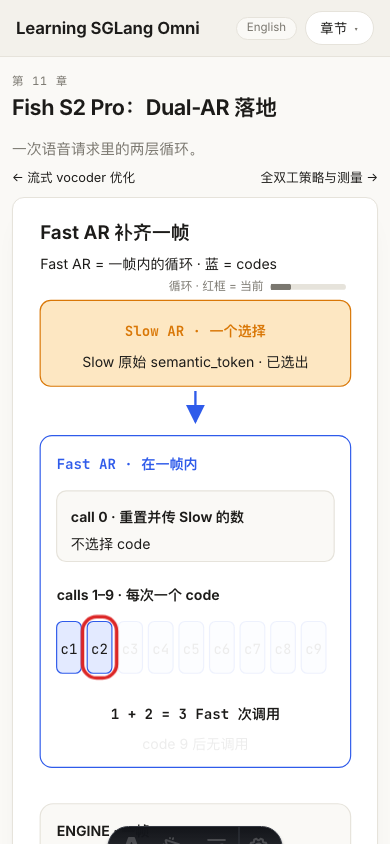 Learning SGLang Omni
English
章节
第 11 章
Fish S2 Pro：Dual-AR 落地
一次语音请求里的两层循环。
← 流式 vocoder 优化
全双工策略与测量 →
Fast AR 补齐一帧
Fast AR = 一帧内的循环 · 蓝 = codes
循环 · 红框 = 当前
Slow AR · 一个选择
Slow 原始 semantic_token · 已选出
Fast AR · 在一帧内
call 0 · 重置并传 Slow 的数
不选择 code
calls 1–9 · 每次一个 code
c1 c2 c3 c4 c5 c6 c7 c8 c9
1 + 2 = 3 Fast 次调用
code 9 后无调用
ENGINE